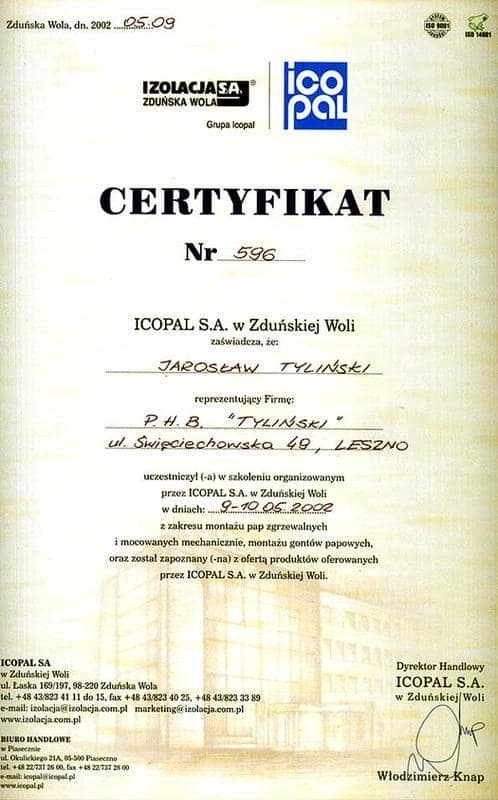 Zduńska Wola, dn. 2002 ....05.09
ISO 9001
ISO 14001
IZOLACJA S.A.®
ZDUŃSKA WOLA
Grupa Icopal
ico
pal
CERTYFIKAT
Nr 596
ICOPAL S.A. w Zduńskiej Woli
zaświadcza, że:
JAROSŁAW TYLIŃSKI
reprezentujący Firmę:
P.H.B. "TYLIŃSKI"
ul. Święciechowska 49, LESZNO
uczestniczył (-a) w szkoleniu organizowanym
przez ICOPAL S.A. w Zduńskiej Woli
w dniach: 9-10.05.2002
z zakresu montażu pap zgrzewalnych
i mocowanych mechanicznie, montażu gontów papowych,
oraz został zapoznany (-na) z ofertą produktów oferowanych
przez ICOPAL S.A. w Zduńskiej Woli.
ICOPAL SA
w Zduńskiej Woli
ul. Łaska 169/197, 98-220 Zduńska Wola
tel. +48 43/823 41 11 do 15, fax +48 43/823 40 25, +48 43/823 33 89
e-mail: izolacja@izolacja.com.pl marketing@izolacja.com.pl
www.izolacja.com.pl
BIURO HANDLOWE
w Piasecznie
ul. Okulickiego 21A, 05-500 Piaseczno
tel. +48 22/737 26 00, fax +48 22/737 28 00
e-mail: icopal@icopal.pl
www.icopal.pl
Dyrektor Handlowy
ICOPAL S.A.
w Zduńskiej Woli
Włodzimierz Knap